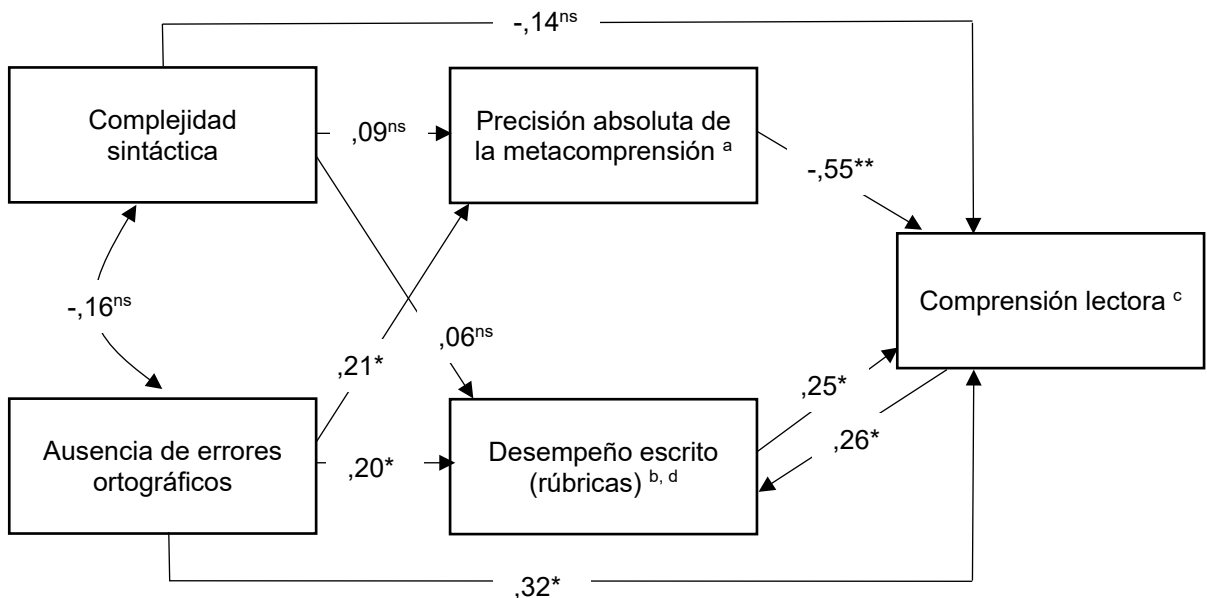 -,14ns
Complejidad
sintáctica
,09ns
Precisión absoluta de
la metacomprensión a
-,55**
Comprensión lectora c
-,16ns
,06ns
,21*
,25*
,26*
Ausencia de errores
ortográficos
,20*
Desempeño escrito
(rúbricas) b, d
,32*